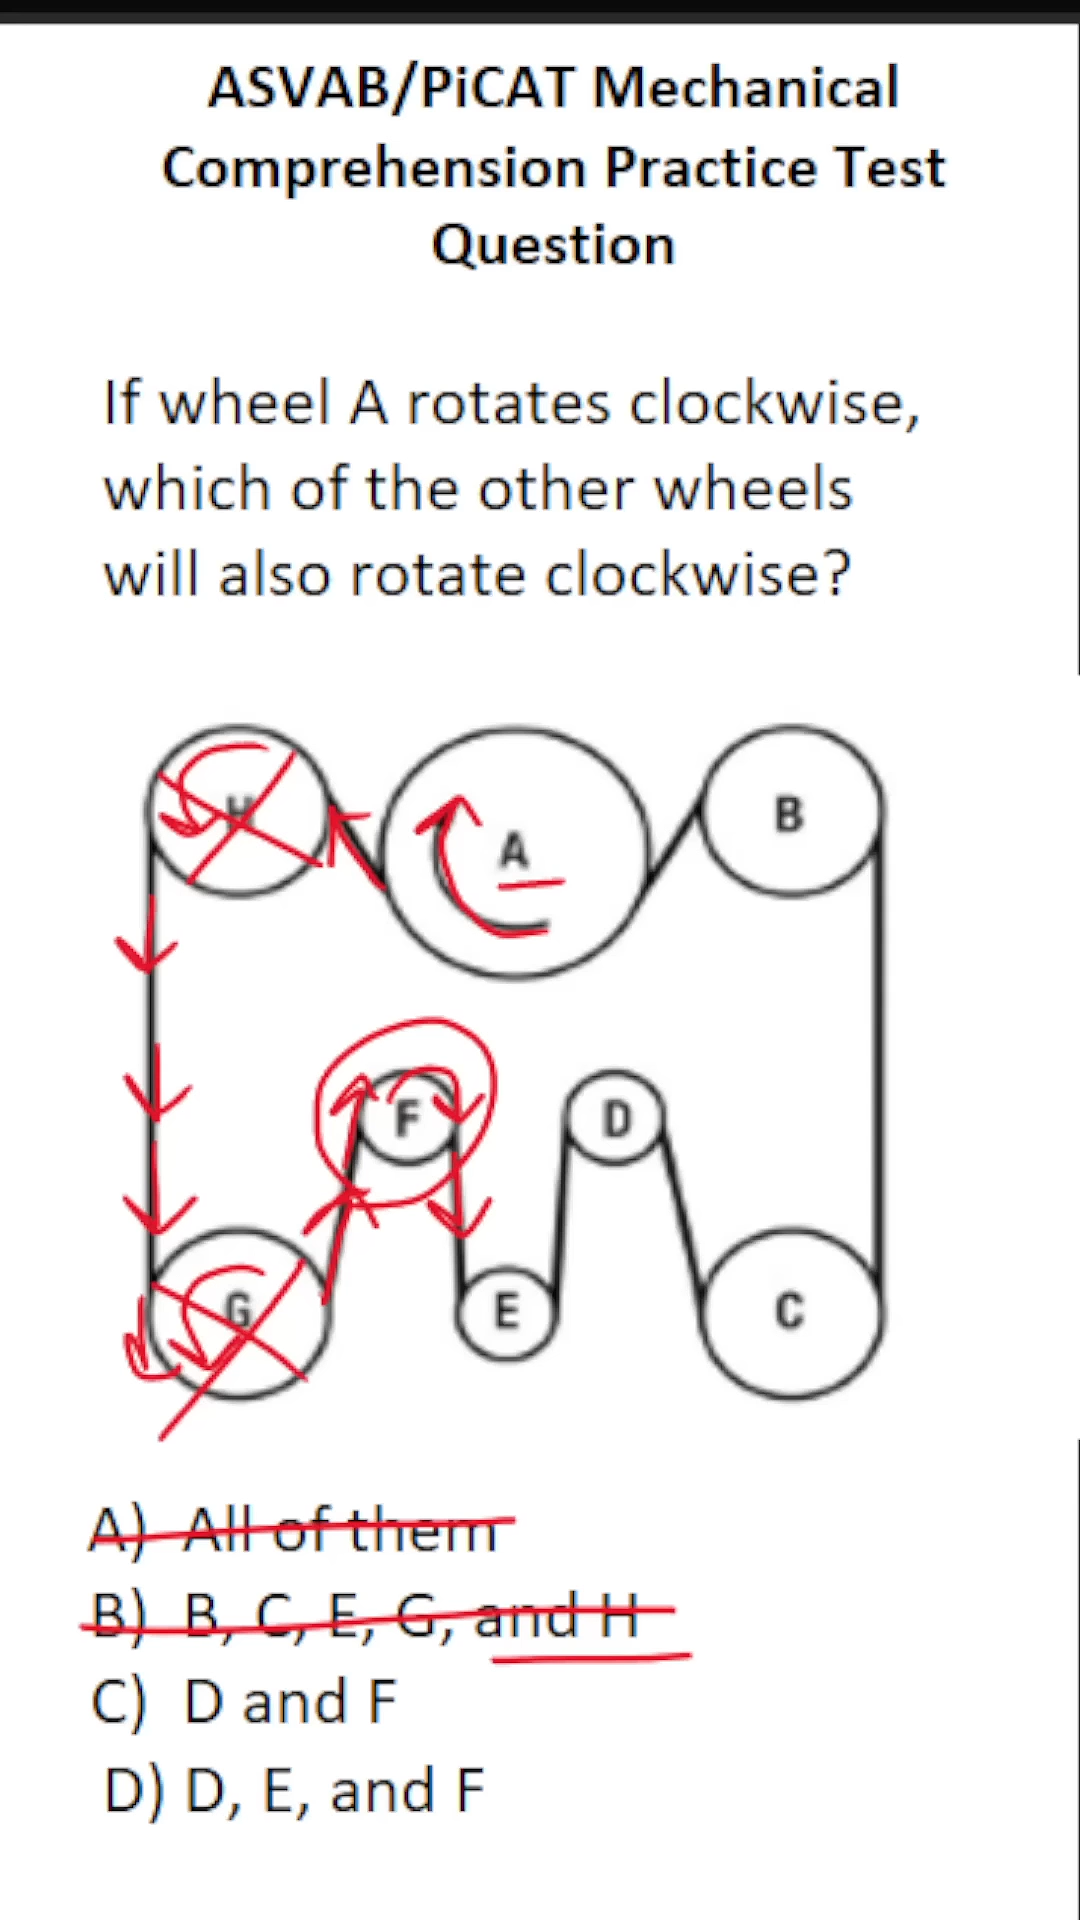 ASVAB/PiCAT Mechanical
Comprehension Practice Test
Question
If wheel A rotates clockwise,
which of the other wheels
will also rotate clockwise?
H
A
B
F
D
G
E
C
A) All of them
B) B, C, E, G, and H
C) D and F
D) D, E, and F